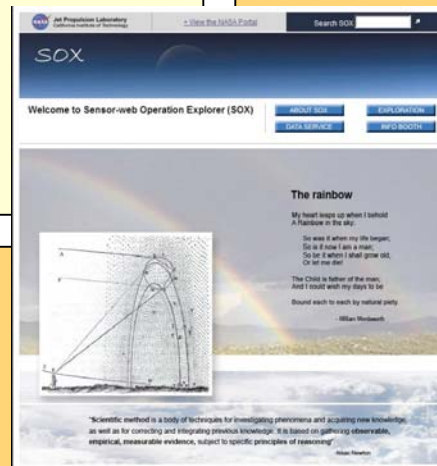 NASA Jet Propulsion Laboratory
California Institute of Technology
+ View the NASA Portal
Search SOX
SOX
Welcome to Sensor-web Operation Explorer (SOX)
ABOUT SOX
EXPLORATION
DATA SERVICE
INFO BOOTH
The rainbow
My heart leaps up when I behold
A Rainbow in the sky:
So was it when my life began;
So is it now I am a man;
So be it when I shall grow old,
Or let me die!
The Child is father of the man;
And I could wish my days to be
Bound each to each by natural piety.
"Scientific method is a body of techniques for investigating phenomena and acquiring new knowledge,
as well as for correcting and integrating previous knowledge. It is based on gathering observable,
empirical, measurable evidence, subject to specific principles of reasoning"
- Isaac Newton